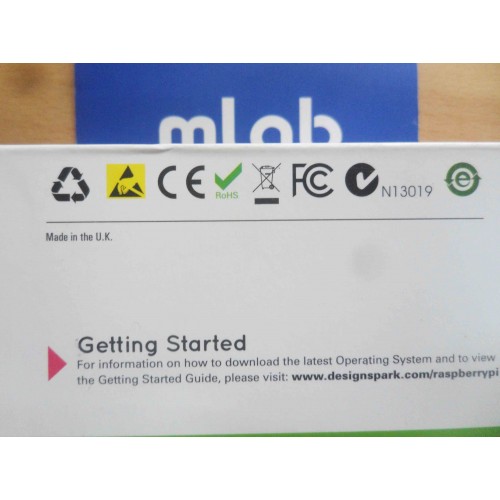 mLab
CE RoHS FC N13019 e
Made in the U.K.
Getting Started
For information on how to download the latest Operating System and to view
the Getting Started Guide, please visit: www.designspark.com/raspberrypi